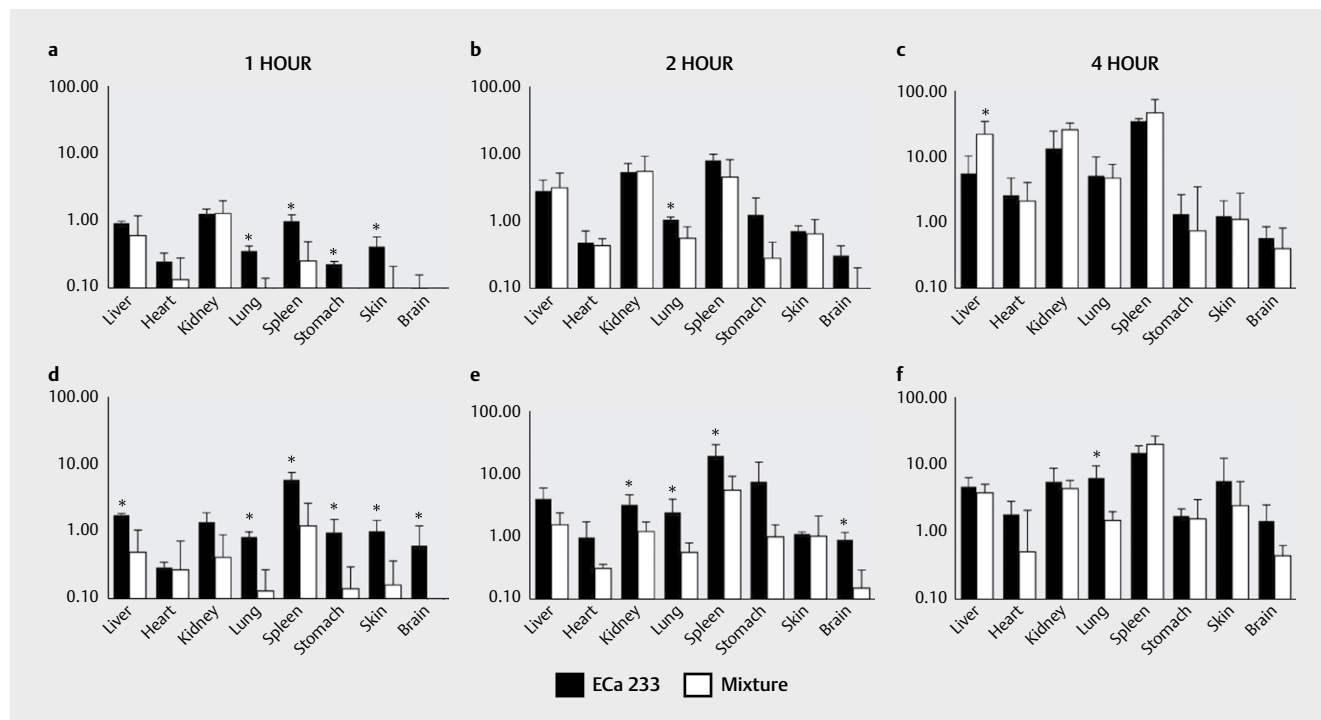 a
1 HOUR
100.00
10.00
1.00
0.10
*
*
*
*
Liver
Heart
Kidney
Lung
Spleen
Stomach
Skin
Brain
b
2 HOUR
100.00
10.00
1.00
0.10
*
Liver
Heart
Kidney
Lung
Spleen
Stomach
Skin
Brain
c
4 HOUR
100.00
10.00
1.00
0.10
*
Liver
Heart
Kidney
Lung
Spleen
Stomach
Skin
Brain
d
100.00
10.00
1.00
0.10
*
*
*
*
*
*
Liver
Heart
Kidney
Lung
Spleen
Stomach
Skin
Brain
e
100.00
10.00
1.00
0.10
*
*
*
*
Liver
Heart
Kidney
Lung
Spleen
Stomach
Skin
Brain
f
100.00
10.00
1.00
0.10
*
Liver
Heart
Kidney
Lung
Spleen
Stomach
Skin
Brain
ECa 233
Mixture